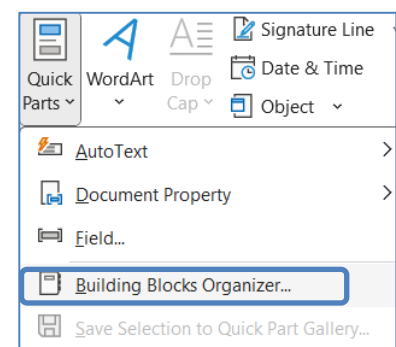 Signature Line
Date & Time
Object
Quick Parts
WordArt
Drop Cap
AutoText
Document Property
Field...
Building Blocks Organizer...
Save Selection to Quick Part Gallery...